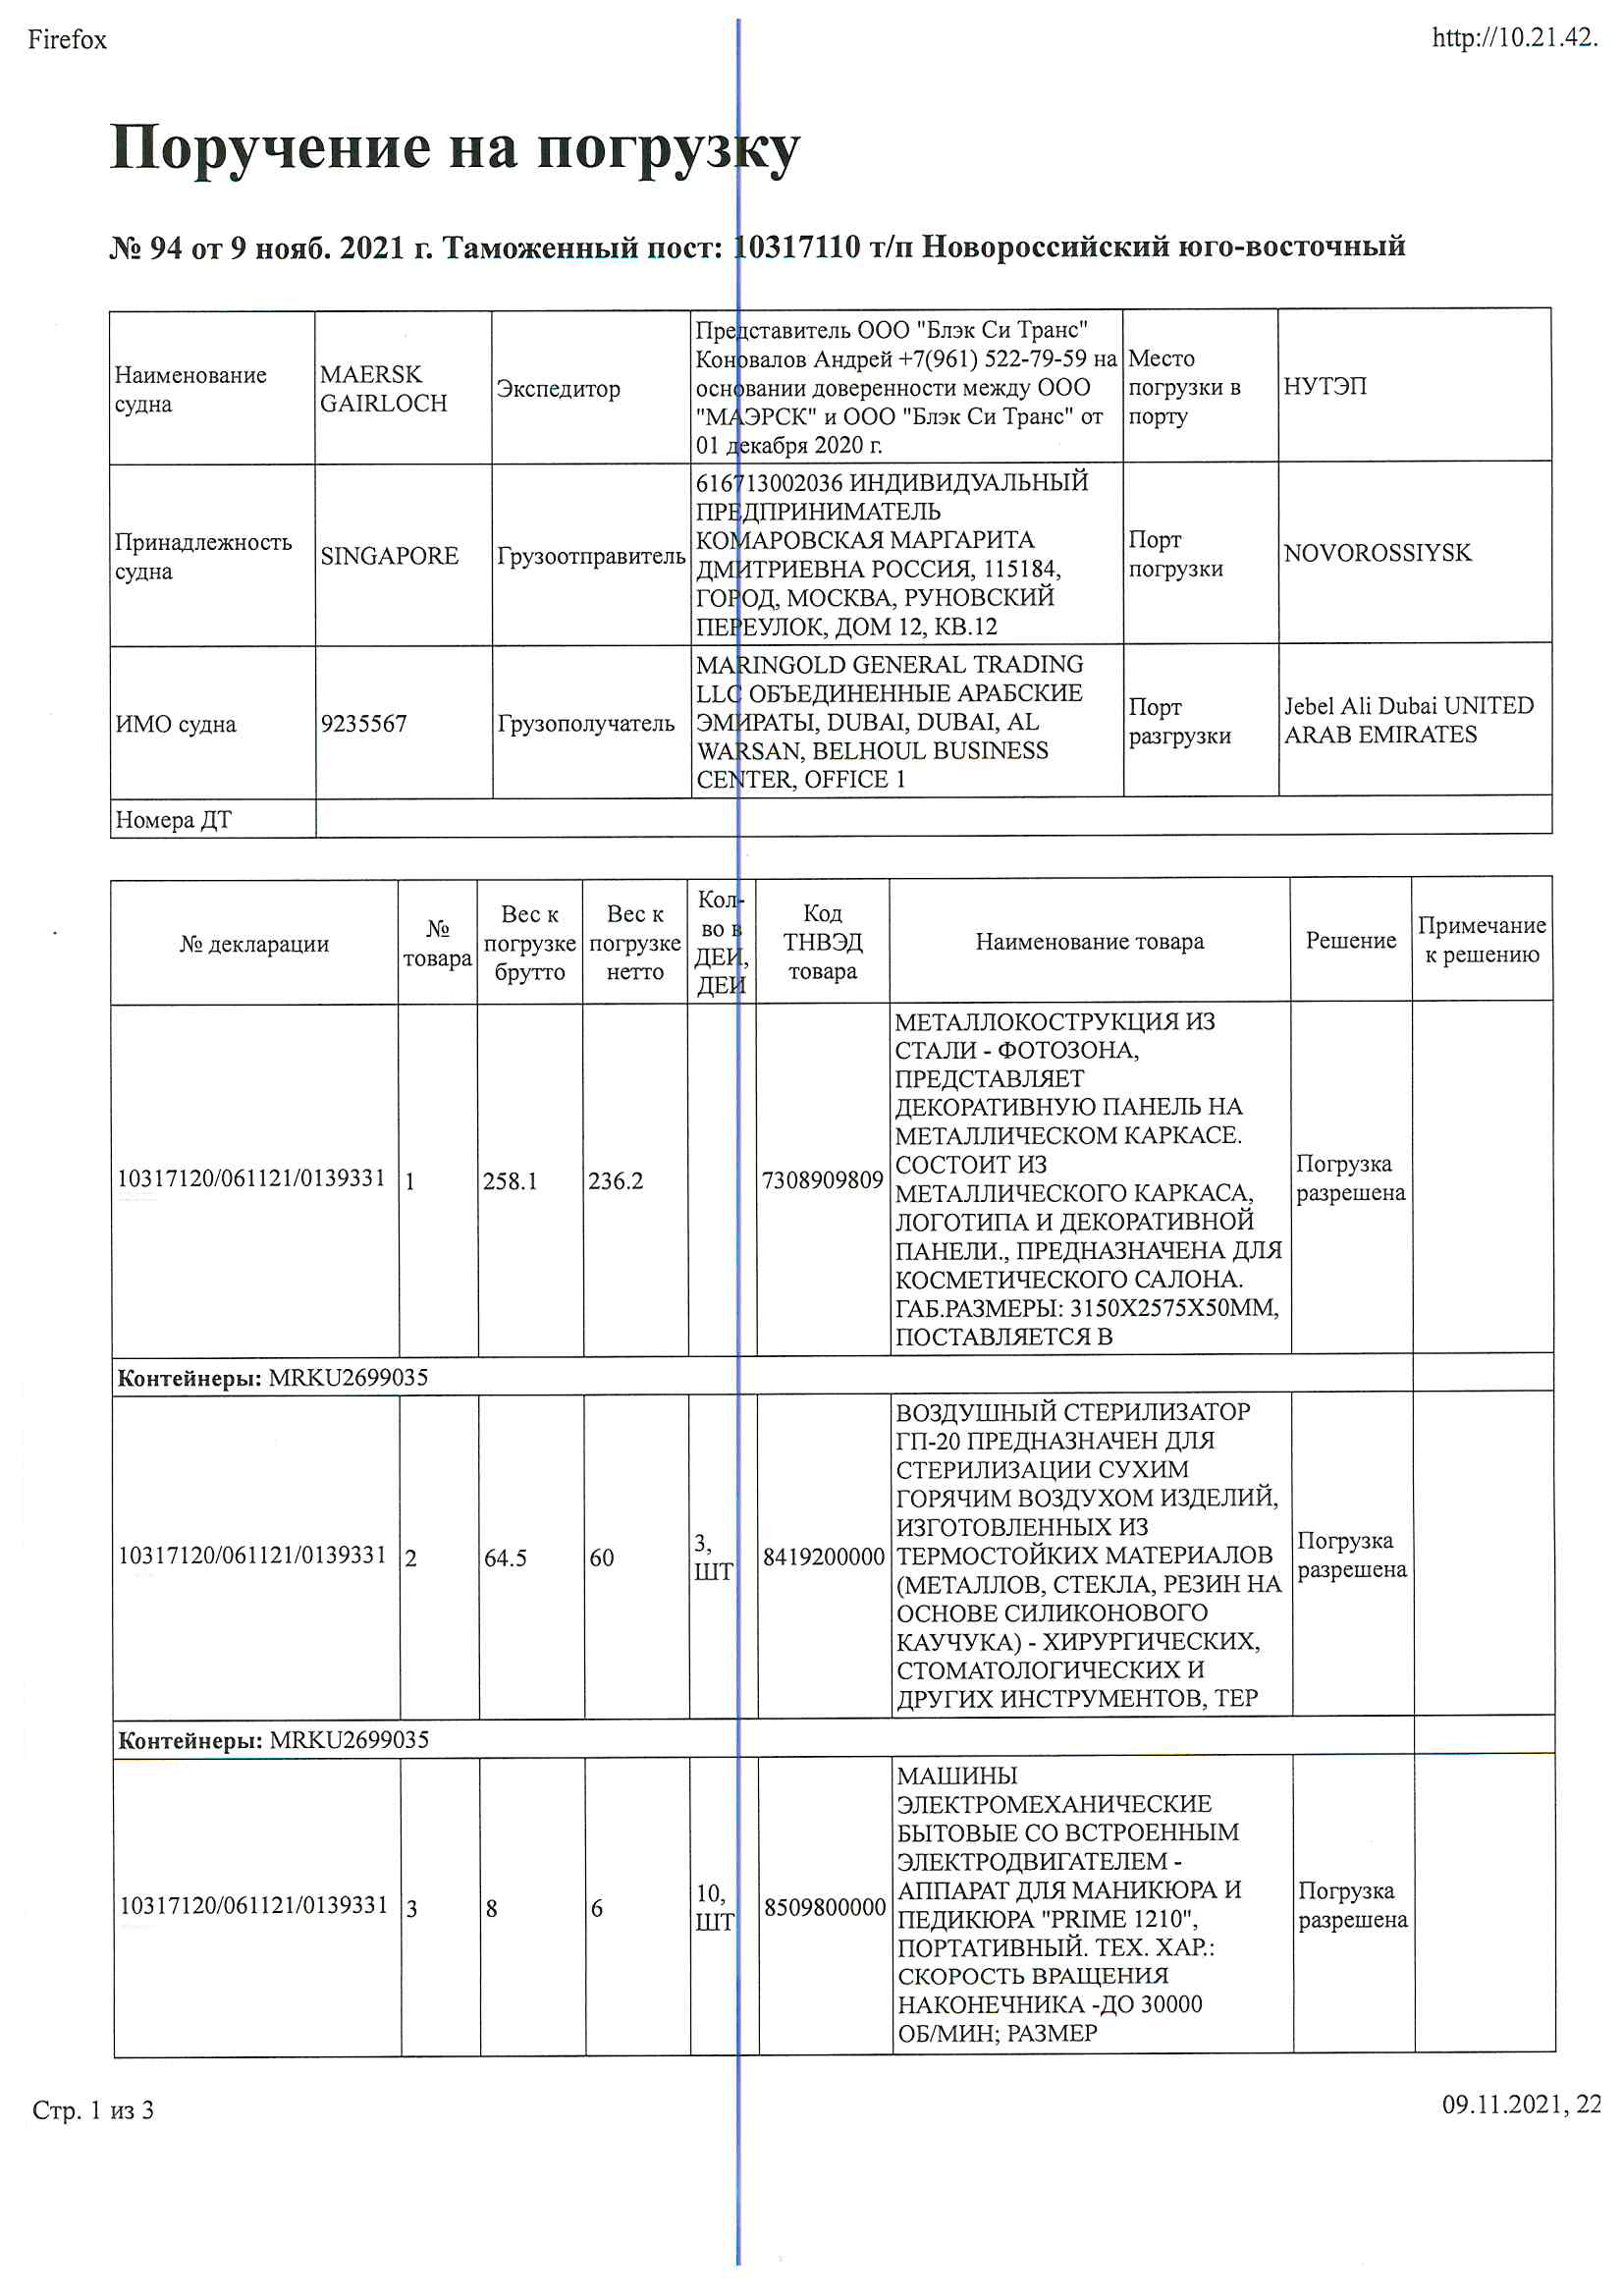 Firefox
http://10.21.42.
Поручение на погрузку
№ 94 от 9 нояб. 2021 г. Таможенный пост: 10317110 т/п Новороссийский юго-восточный
Наименование
судна
MAERSK
GAIRLOCH
Экспедитор
Представитель ООО "Блэк Си Транс"
Коновалов Андрей +7(961) 522-79-59 на
основании доверенности между ООО
"МАЭРСК" и ООО "Блэк Си Транс" от
01 декабря 2020 г.
Место
погрузки в
порту
НУТЭП
Принадлежность
судна
SINGAPORE
Грузоотправитель
616713002036 ИНДИВИДУАЛЬНЫЙ
ПРЕДПРИНИМАТЕЛЬ
КОМАРОВСКАЯ МАРГАРИТА
ДМИТРИЕВНА РОССИЯ, 115184,
ГОРОД, МОСКВА, РУНОВСКИЙ
ПЕРЕУЛОК, ДОМ 12, КВ.12
Порт
погрузки
NOVOROSSIYSK
ИМО судна
9235567
Грузополучатель
MARINGOLD GENERAL TRADING
LLC ОБЪЕДИНЕННЫЕ АРАБСКИЕ
ЭМИРАТЫ, DUBAI, DUBAI, AL
WARSAN, BELHOUL BUSINESS
CENTER, OFFICE 1
Порт
разгрузки
Jebel Ali Dubai UNITED
ARAB EMIRATES
Номера ДТ
№ декларации
№
товара
Вес к
погрузке
брутто
Вес к
погрузке
нетто
Кол-
во в
ДЕИ,
ДЕИ
Код
ТНВЭД
товара
Наименование товара
Решение
Примечание
к решению
10317120/061121/0139331
1
258.1
236.2
7308909809
МЕТАЛЛОКОСТРУКЦИЯ ИЗ
СТАЛИ - ФОТОЗОНА,
ПРЕДСТАВЛЯЕТ
ДЕКОРАТИВНУЮ ПАНЕЛЬ НА
МЕТАЛЛИЧЕСКОМ КАРКАСЕ.
СОСТОИТ ИЗ
МЕТАЛЛИЧЕСКОГО КАРКАСА,
ЛОГОТИПА И ДЕКОРАТИВНОЙ
ПАНЕЛИ., ПРЕДНАЗНАЧЕНА ДЛЯ
КОСМЕТИЧЕСКОГО САЛОНА.
ГАБ.РАЗМЕРЫ: 3150Х2575Х50ММ,
ПОСТАВЛЯЕТСЯ В
Погрузка
разрешена
Контейнеры: MRKU2699035
10317120/061121/0139331
2
64.5
60
3,
ШТ
8419200000
ВОЗДУШНЫЙ СТЕРИЛИЗАТОР
ГП-20 ПРЕДНАЗНАЧЕН ДЛЯ
СТЕРИЛИЗАЦИИ СУХИМ
ГОРЯЧИМ ВОЗДУХОМ ИЗДЕЛИЙ,
ИЗГОТОВЛЕННЫХ ИЗ
ТЕРМОСТОЙКИХ МАТЕРИАЛОВ
(МЕТАЛЛОВ, СТЕКЛА, РЕЗИН НА
ОСНОВЕ СИЛИКОНОВОГО
КАУЧУКА) - ХИРУРГИЧЕСКИХ,
СТОМАТОЛОГИЧЕСКИХ И
ДРУГИХ ИНСТРУМЕНТОВ, ТЕР
Погрузка
разрешена
Контейнеры: MRKU2699035
10317120/061121/0139331
3
8
6
10,
ШТ
8509800000
МАШИНЫ
ЭЛЕКТРОМЕХАНИЧЕСКИЕ
БЫТОВЫЕ СО ВСТРОЕННЫМ
ЭЛЕКТРОДВИГАТЕЛЕМ -
АППАРАТ ДЛЯ МАНИКЮРА И
ПЕДИКЮРА "PRIME 1210",
ПОРТАТИВНЫЙ. ТЕХ. ХАР.:
СКОРОСТЬ ВРАЩЕНИЯ
НАКОНЕЧНИКА -ДО 30000
ОБ/МИН; РАЗМЕР
Погрузка
разрешена
Стр. 1 из 3
09.11.2021, 22